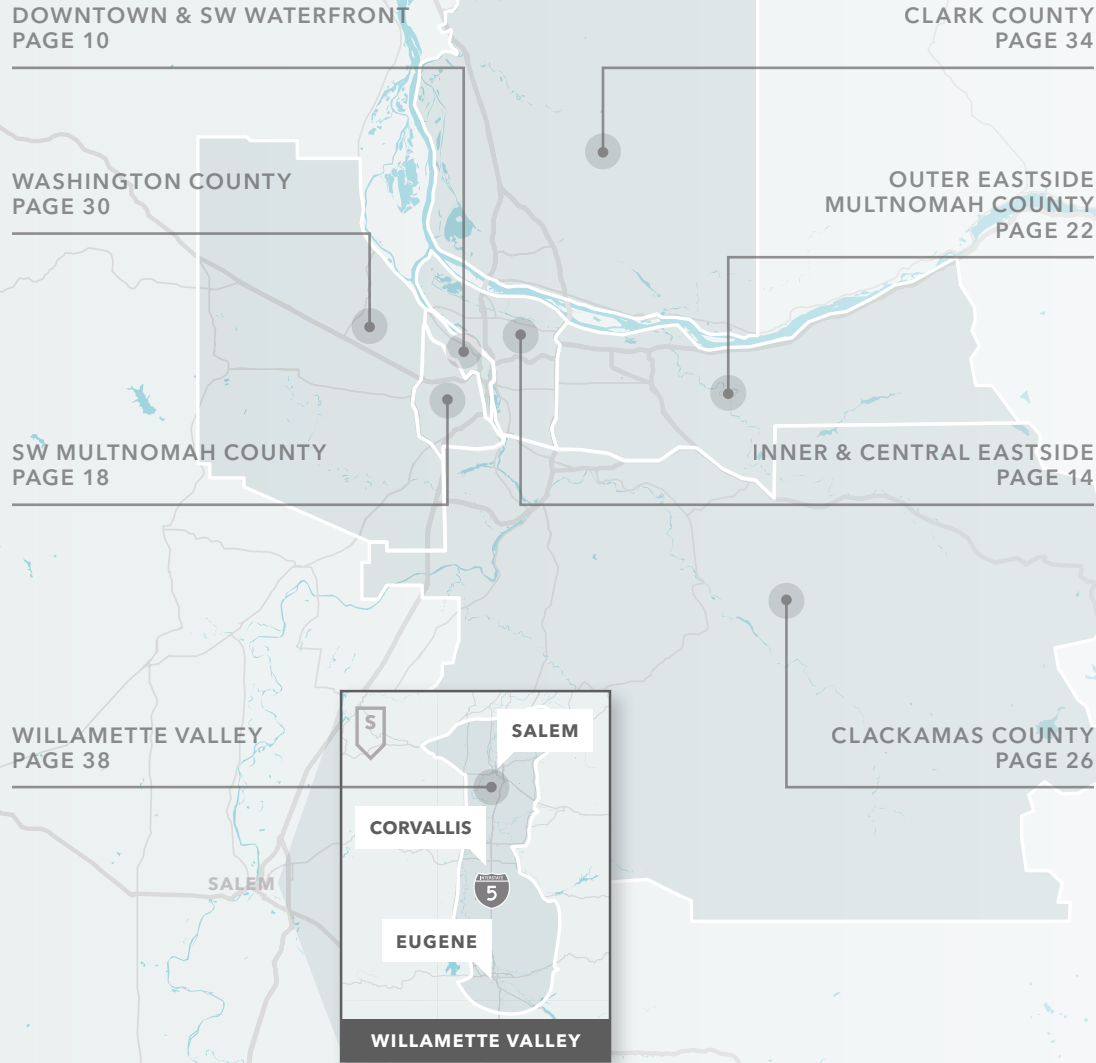 DOWNTOWN & SW WATERFRONT
PAGE 10
CLARK COUNTY
PAGE 34
WASHINGTON COUNTY
PAGE 30
OUTER EASTSIDE
MULTNOMAH COUNTY
PAGE 22
SW MULTNOMAH COUNTY
PAGE 18
INNER & CENTRAL EASTSIDE
PAGE 14
WILLAMETTE VALLEY
PAGE 38
CLACKAMAS COUNTY
PAGE 26
S
SALEM
CORVALLIS
SALEM
INTERSTATE
5
EUGENE
WILLAMETTE VALLEY